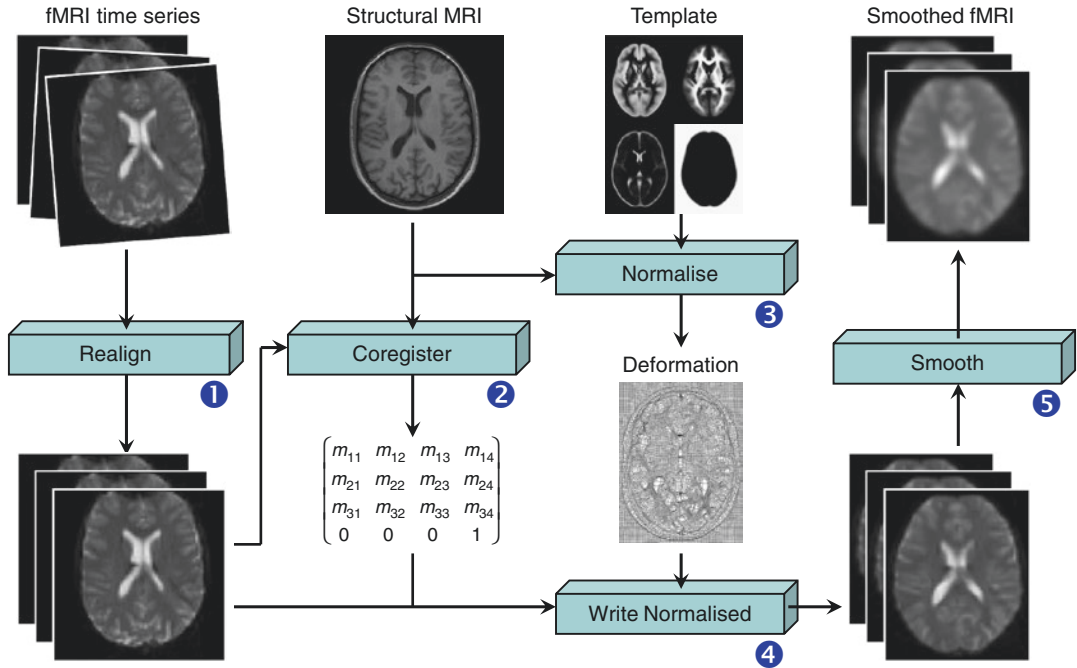 fMRI time series
Structural MRI
Template
Smoothed fMRI
Normalise
3
Realign
1
Coregister
2
Deformation
Smooth
5
m11 m12 m13 m14
m21 m22 m23 m24
m31 m32 m33 m34
0 0 0 1
Write Normalised
4